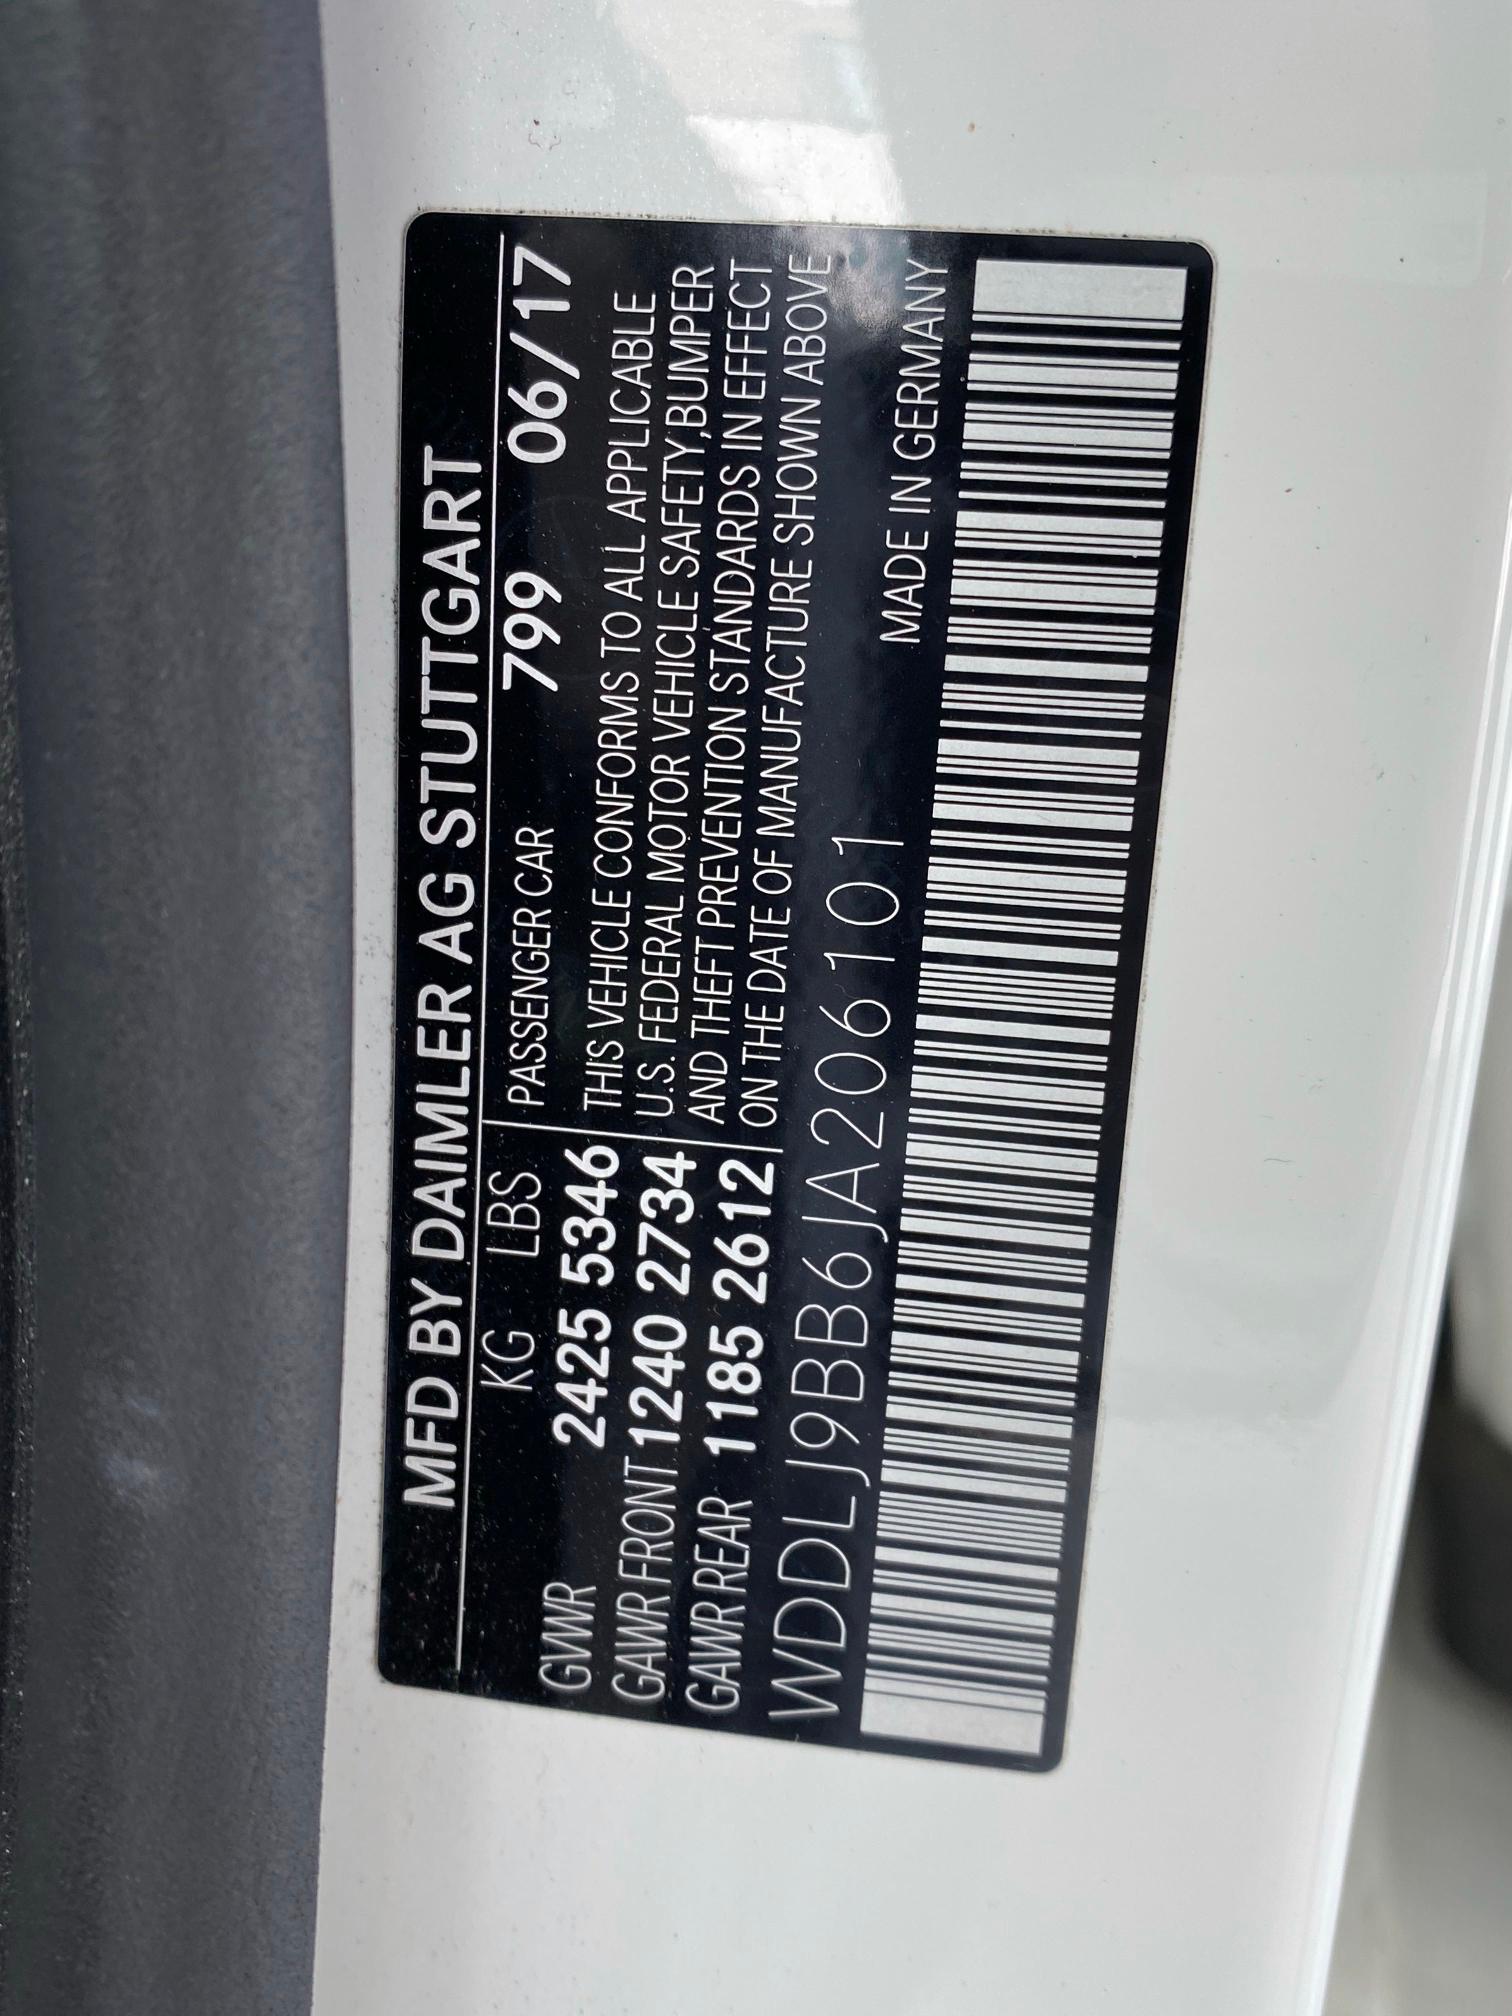 MFD BY DAIMLER AG STUTTGART
KG LBS PASSENGER CAR 799 06/17
GVWR 2425 5346 THIS VEHICLE CONFORMS TO ALL APPLICABLE
GAWR FRONT 1240 2734 U.S. FEDERAL MOTOR VEHICLE SAFETY,BUMPER
GAWR REAR 1185 2612 AND THEFT PREVENTION STANDARDS IN EFFECT
ON THE DATE OF MANUFACTURE SHOWN ABOVE
WDDLJ9BB6JA206101 MADE IN GERMANY